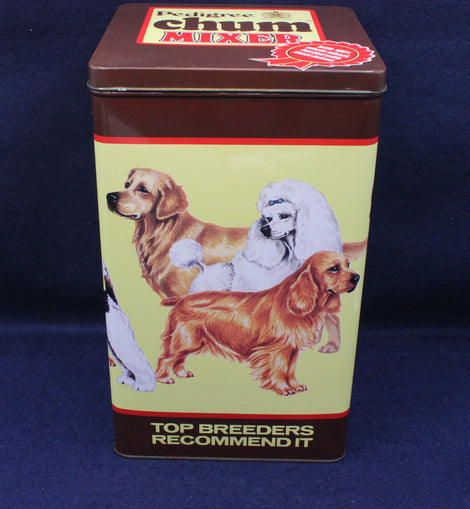 Pedigree
chum
MIXER
TOP BREEDERS
RECOMMEND IT